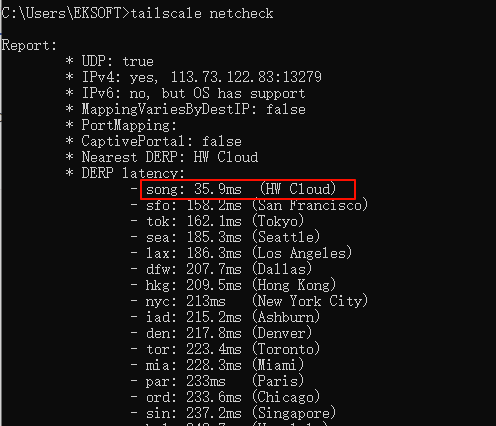 C:\Users\EKSOFT>tailscale netcheck
Report:
* UDP: true
* IPv4: yes, 113.73.122.83:13279
* IPv6: no, but OS has support
* MappingVariesByDestIP: false
* PortMapping:
* CaptivePortal: false
* Nearest DERP: HW Cloud
* DERP latency:
- song: 35.9ms (HW Cloud)
- sfo: 158.2ms (San Francisco)
- tok: 162.1ms (Tokyo)
- sea: 185.3ms (Seattle)
- lax: 186.3ms (Los Angeles)
- dfw: 207.7ms (Dallas)
- hkg: 209.5ms (Hong Kong)
- nyc: 213ms (New York City)
- iad: 215.2ms (Ashburn)
- den: 217.8ms (Denver)
- tor: 223.4ms (Toronto)
- mia: 228.3ms (Miami)
- par: 233ms (Paris)
- ord: 233.6ms (Chicago)
- sin: 237.2ms (Singapore)